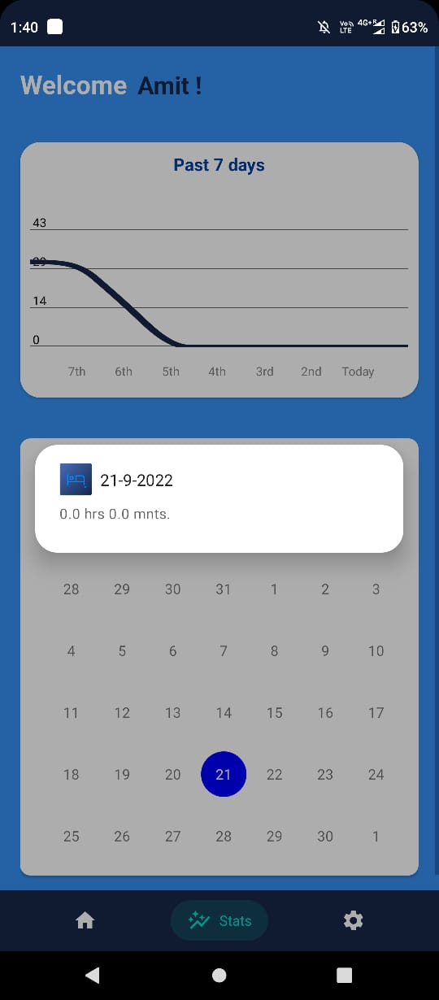 1:40 Vo LTE 4G+ R 63%
Welcome Amit !
Past 7 days
43
29
14
0
7th 6th 5th 4th 3rd 2nd Today
21-9-2022
0.0 hrs 0.0 mnts.
28 29 30 31 1 2 3
4 5 6 7 8 9 10
11 12 13 14 15 16 17
18 19 20 21 22 23 24
25 26 27 28 29 30 1
Stats